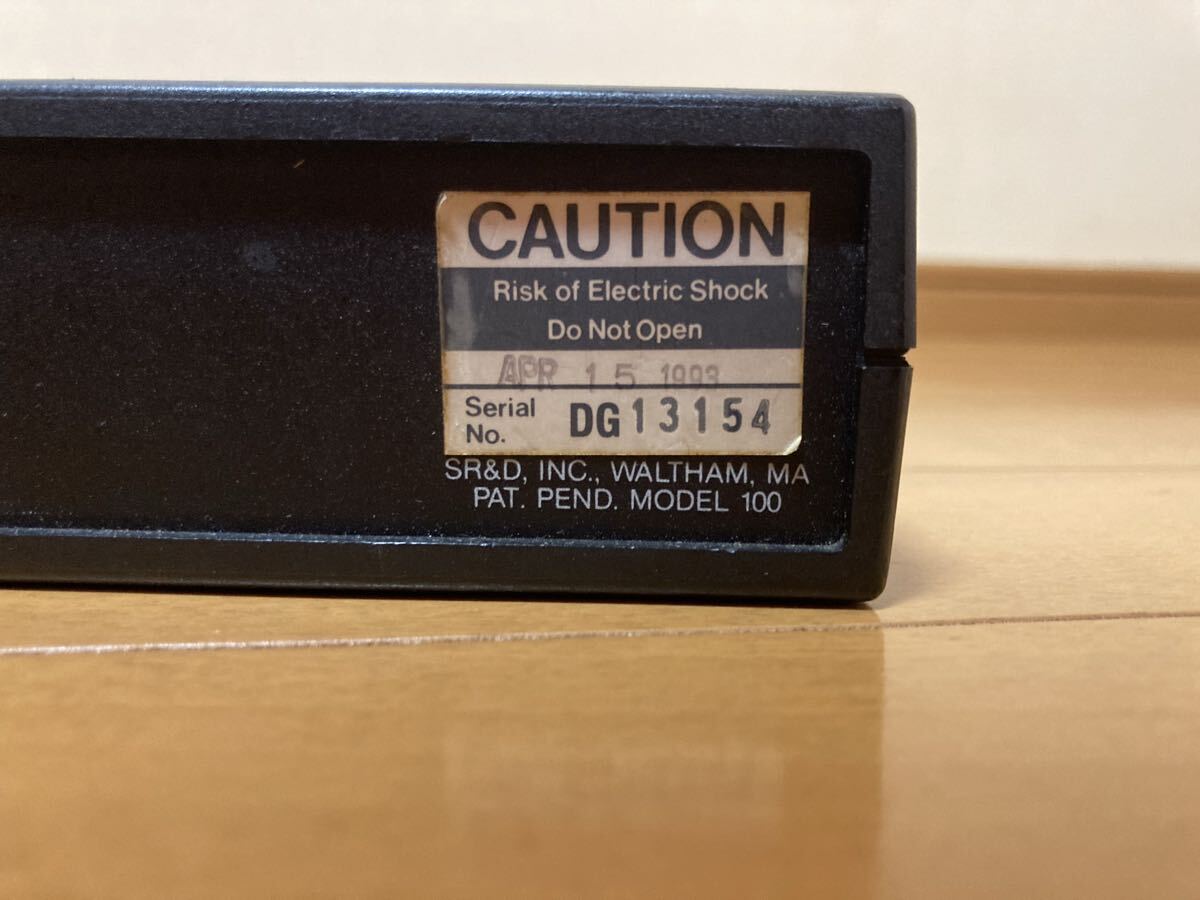 CAUTION
Risk of Electric Shock
Do Not Open
APR 15 1993
Serial
No. DG13154
SR&D, INC., WALTHAM, MA
PAT. PEND. MODEL 100